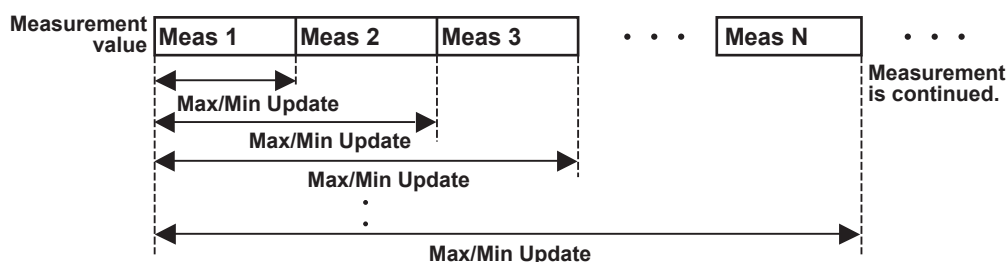 Measurement
value
Meas 1 Meas 2 Meas 3 • • • Meas N • • •
Measurement
is continued.
Max/Min Update
Max/Min Update
Max/Min Update
Max/Min Update